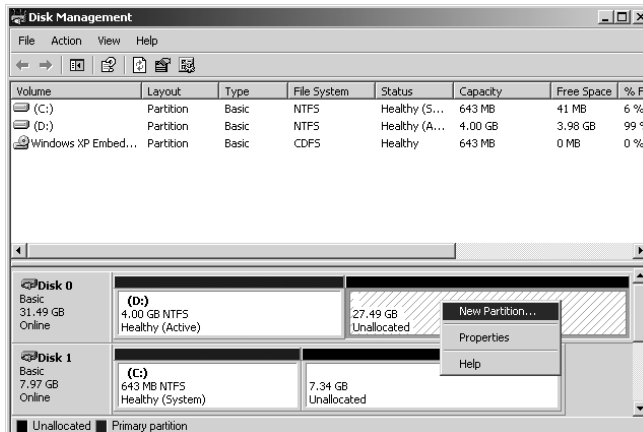 Disk Management
File Action View Help
Volume Layout Type File System Status Capacity Free Space % F
(C:) Partition Basic NTFS Healthy (S... 643 MB 41 MB 6 %
(D:) Partition Basic NTFS Healthy (A... 4.00 GB 3.98 GB 99 %
Windows XP Embed... Partition Basic CDFS Healthy 643 MB 0 MB 0 %
Disk 0
Basic
31.49 GB
Online
(D:)
4.00 GB NTFS
Healthy (Active)
27.49 GB
Unallocated
New Partition...
Properties
Help
Disk 1
Basic
7.97 GB
Online
(C:)
643 MB NTFS
Healthy (System)
7.34 GB
Unallocated
Unallocated Primary partition